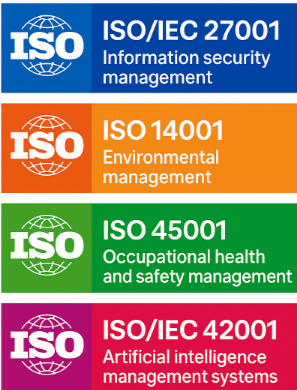 ISO
ISO/IEC 27001
Information security
management
ISO
ISO 14001
Environmental
management
ISO
ISO 45001
Occupational health
and safety management
ISO
ISO/IEC 42001
Artificial intelligence
management systems